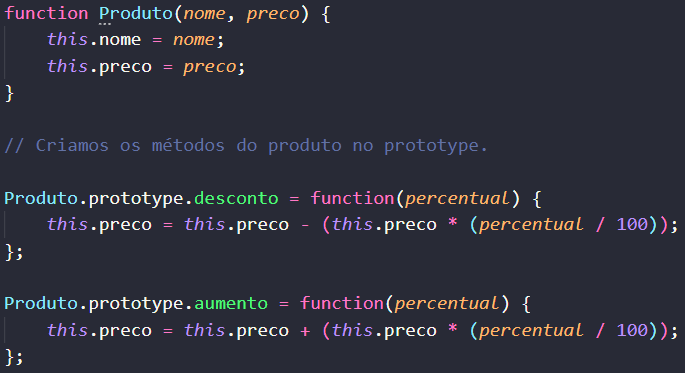 function Produto(nome, preco) {
    this.nome = nome;
    this.preco = preco;
}
// Criamos os métodos do produto no prototype.
Produto.prototype.desconto = function(percentual) {
    this.preco = this.preco - (this.preco * (percentual / 100));
};
Produto.prototype.aumento = function(percentual) {
    this.preco = this.preco + (this.preco * (percentual / 100));
};